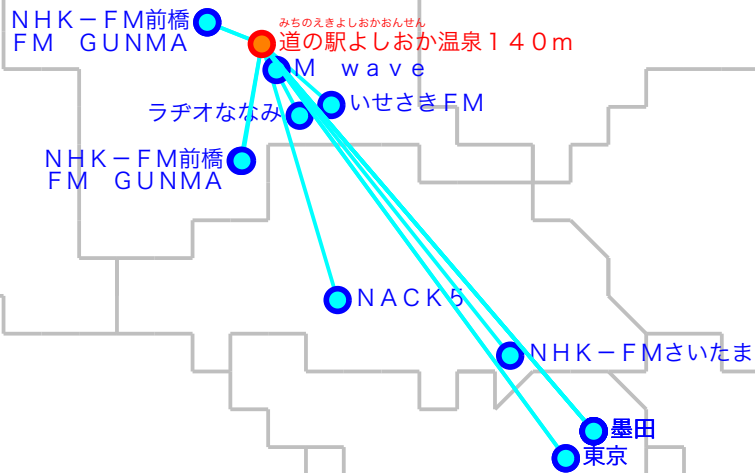 ＮＨＫ－ＦＭ前橋
ＦＭ　ＧＵＮＭＡ
みちのえきよしおかおんせん
道の駅よしおか温泉１４０ｍ
Ｍ　ｗａｖｅ
いせさきＦＭ
ラヂオななみ
ＮＨＫ－ＦＭ前橋
ＦＭ　ＧＵＮＭＡ
ＮＡＣＫ５
ＮＨＫ－ＦＭさいたま
墨田
東京